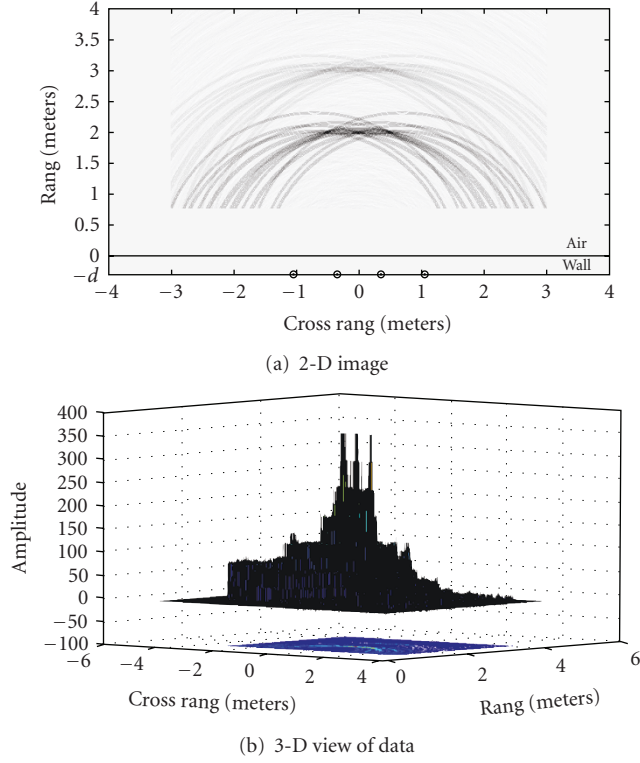 4
3.5
3
2.5
2
1.5
1
0.5
0
−d
Rang (meters)
Air
Wall
−4 −3 −2 −1 0 1 2 3 4
Cross rang (meters)
(a) 2-D image
400
350
300
250
200
150
100
50
0
−50
−100
Amplitude
−6 −4 −2 0 2 4
0 2 4 6
Cross rang (meters)
Rang (meters)
(b) 3-D view of data